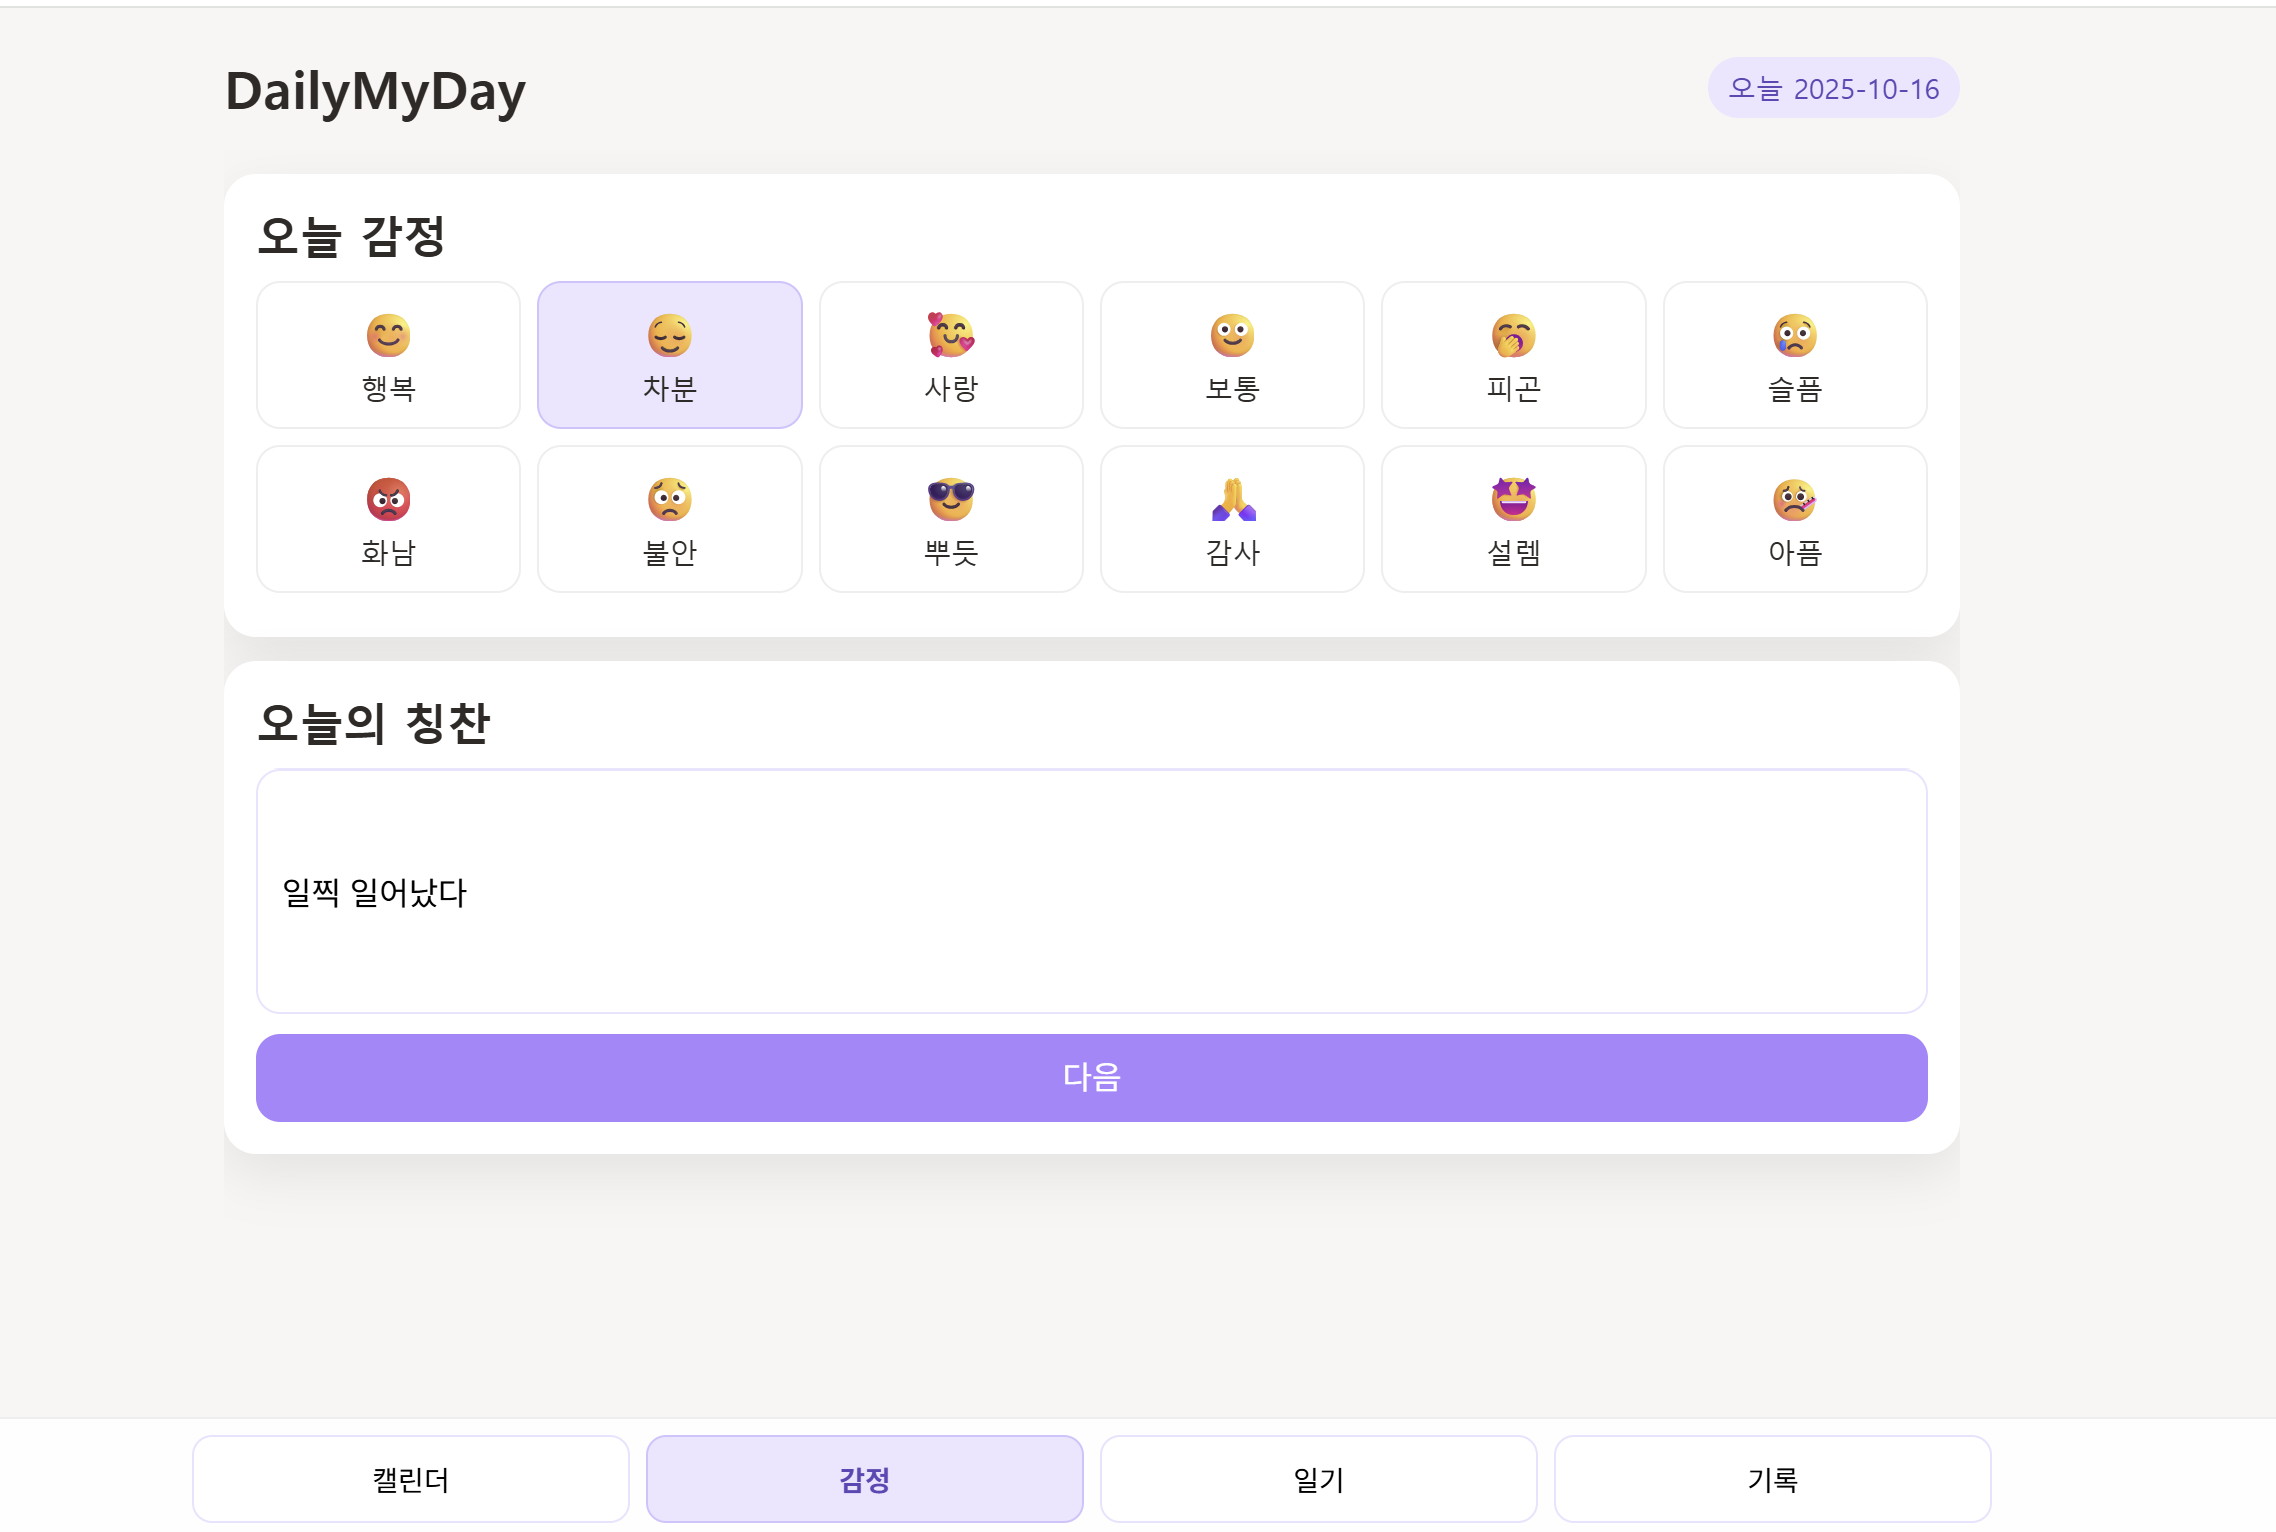 DailyMyDay
오늘 2025-10-16
오늘 감정
행복
차분
사랑
보통
피곤
슬픔
화남
불안
뿌듯
감사
설렘
아픔
오늘의 칭찬
일찍 일어났다
다음
캘린더
감정
일기
기록